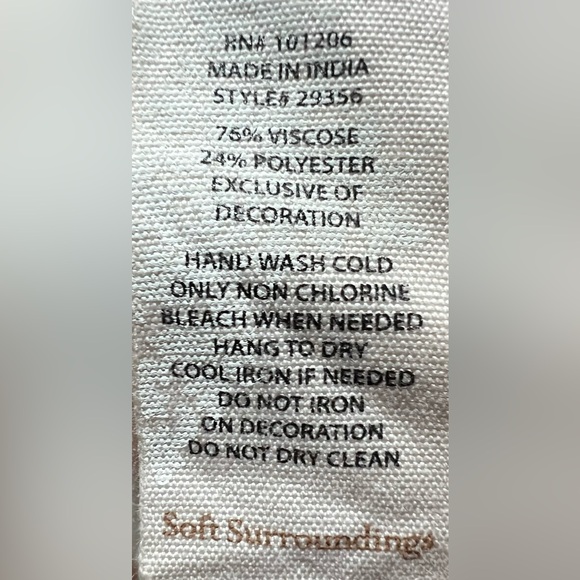 RN# 101206
MADE IN INDIA
STYLE# 29356
76% VISCOSE
24% POLYESTER
EXCLUSIVE OF
DECORATION
HAND WASH COLD
ONLY NON CHLORINE
BLEACH WHEN NEEDED
HANG TO DRY
COOL IRON IF NEEDED
DO NOT IRON
ON DECORATION
DO NOT DRY CLEAN
Soft Surroundings